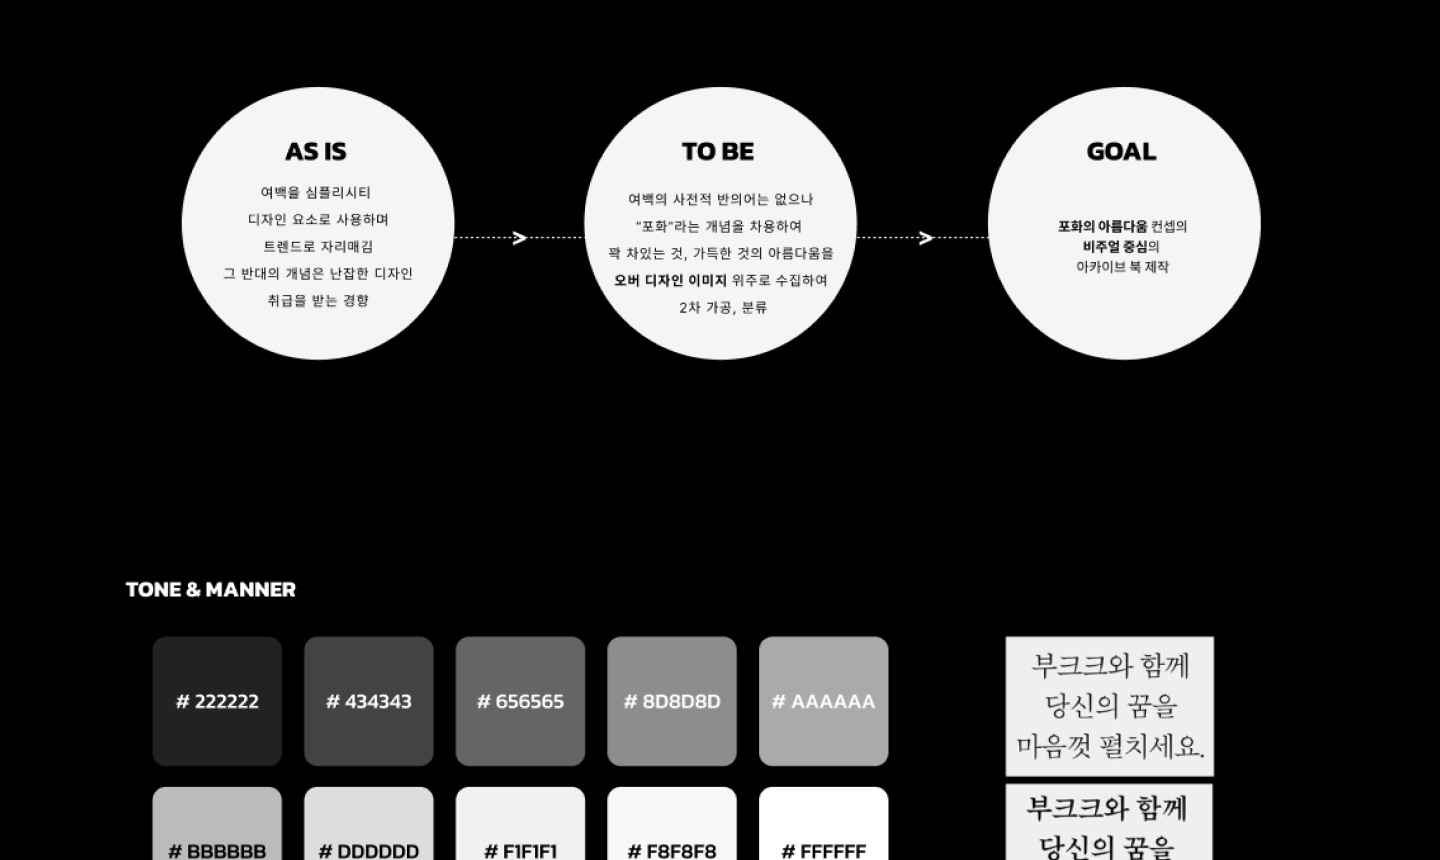 AS IS
여백을 심플리시티
디자인 요소로 사용하며
트렌드로 자리매김
그 반대의 개념은 난잡한 디자인
취급을 받는 경향
>
TO BE
여백의 사전적 반의어는 없으나
“포화”라는 개념을 차용하여
꽉 차있는 것, 가득한 것의 아름다움을
오버 디자인 이미지 위주로 수집하여
2차 가공, 분류
>
GOAL
포화의 아름다움 컨셉의
비주얼 중심의
아카이브 북 제작
TONE & MANNER
# 222222
# 434343
# 656565
# 8D8D8D
# AAAAAA
# BBBBBB
# DDDDDD
# F1F1F1
# F8F8F8
# FFFFFF
부크크와 함께
당신의 꿈을
마음껏 펼치세요.
부크크와 함께
당신의 꿈을